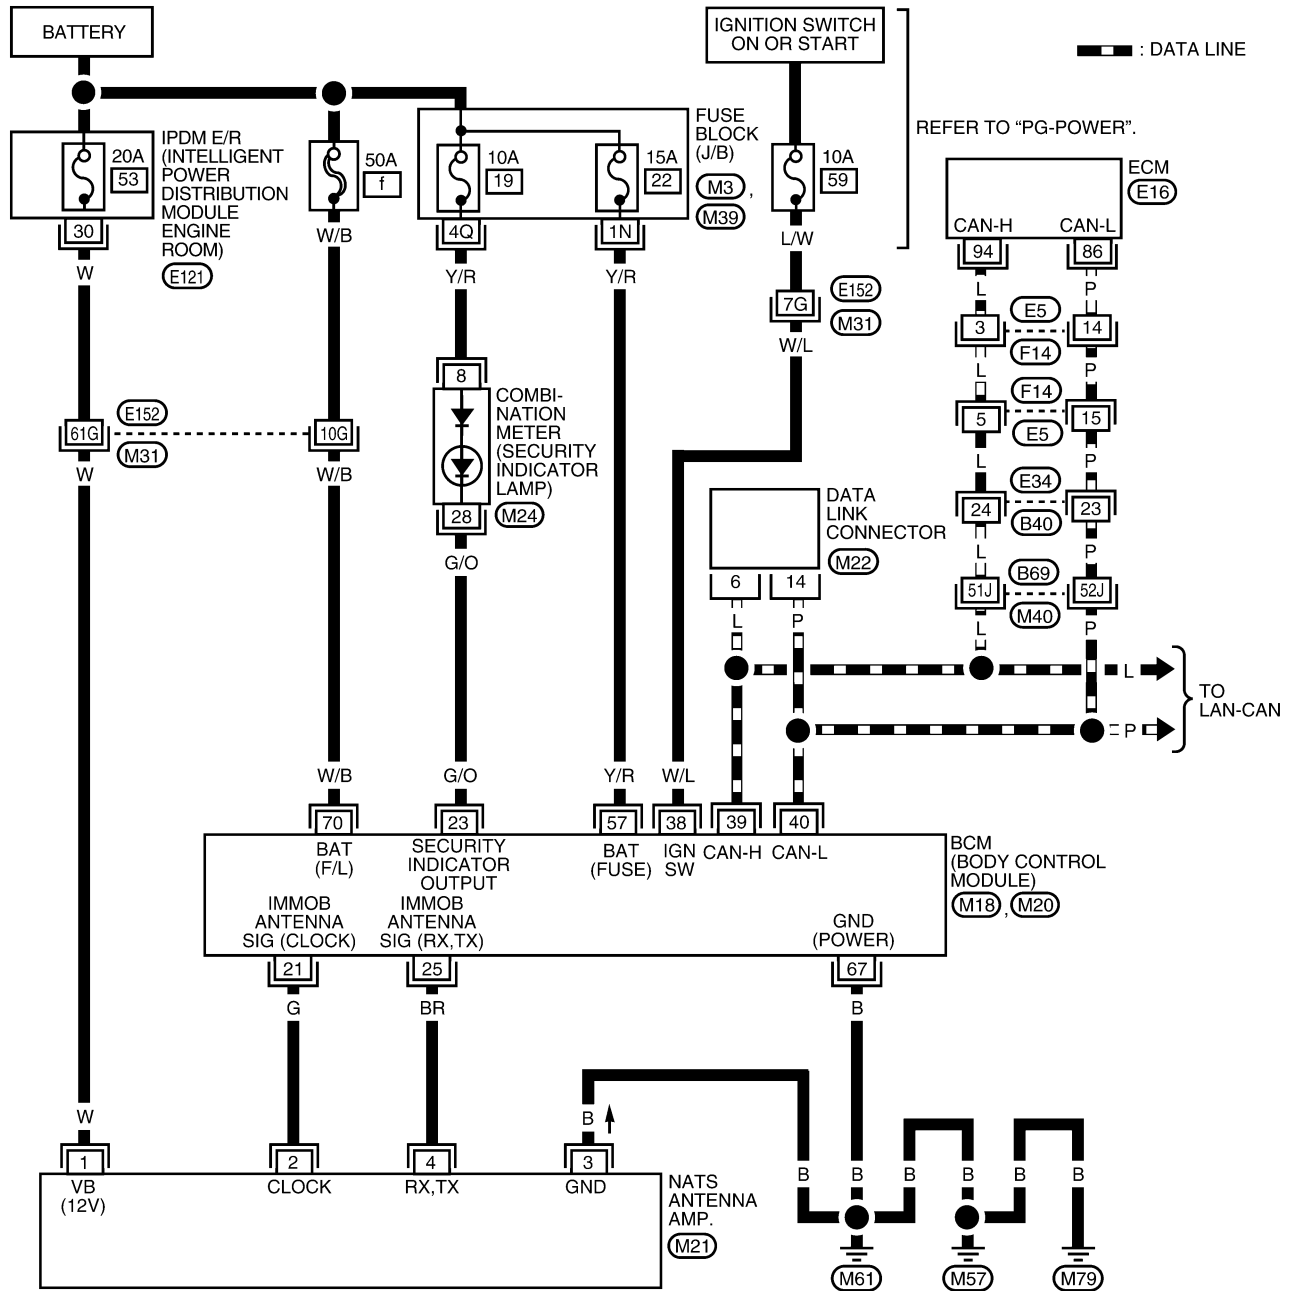 BATTERY
IGNITION SWITCH
ON OR START
: DATA LINE
REFER TO “PG-POWER”.
20A
53
IPDM E/R
(INTELLIGENT
POWER
DISTRIBUTION
MODULE
ENGINE
ROOM)
E121
50A
f
10A
19
15A
22
FUSE
BLOCK
(J/B)
M3 ,
M39
10A
59
ECM
E16
CAN-H
CAN-L
30
W/B
4Q
1N
L/W
94
86
W
Y/R
Y/R
L
P
7G
E152
M31
W/L
3
E5
14
F14
L
P
8
COMBI-
NATION
METER
(SECURITY
INDICATOR
LAMP)
M24
28
F14
5
15
E5
61G
E152
M31
10G
W
W/B
L
P
DATA
LINK
CONNECTOR
M22
E34
24
23
B40
G/O
L
P
6
14
B69
51J
52J
M40
L
P
L
P
L
P
TO
LAN-CAN
W/B
G/O
Y/R
W/L
70
23
57
38
39
40
BAT
(F/L)
SECURITY
INDICATOR
OUTPUT
BAT
(FUSE)
IGN
SW
CAN-H
CAN-L
BCM
(BODY CONTROL
MODULE)
M18 , M20
IMMOB
ANTENNA
SIG (CLOCK)
IMMOB
ANTENNA
SIG (RX,TX)
GND
(POWER)
21
25
67
G
BR
B
W
B
1
2
4
3
B
B
B
B
B
B
VB
(12V)
CLOCK
RX,TX
GND
NATS
ANTENNA
AMP.
M21
M61
M57
M79